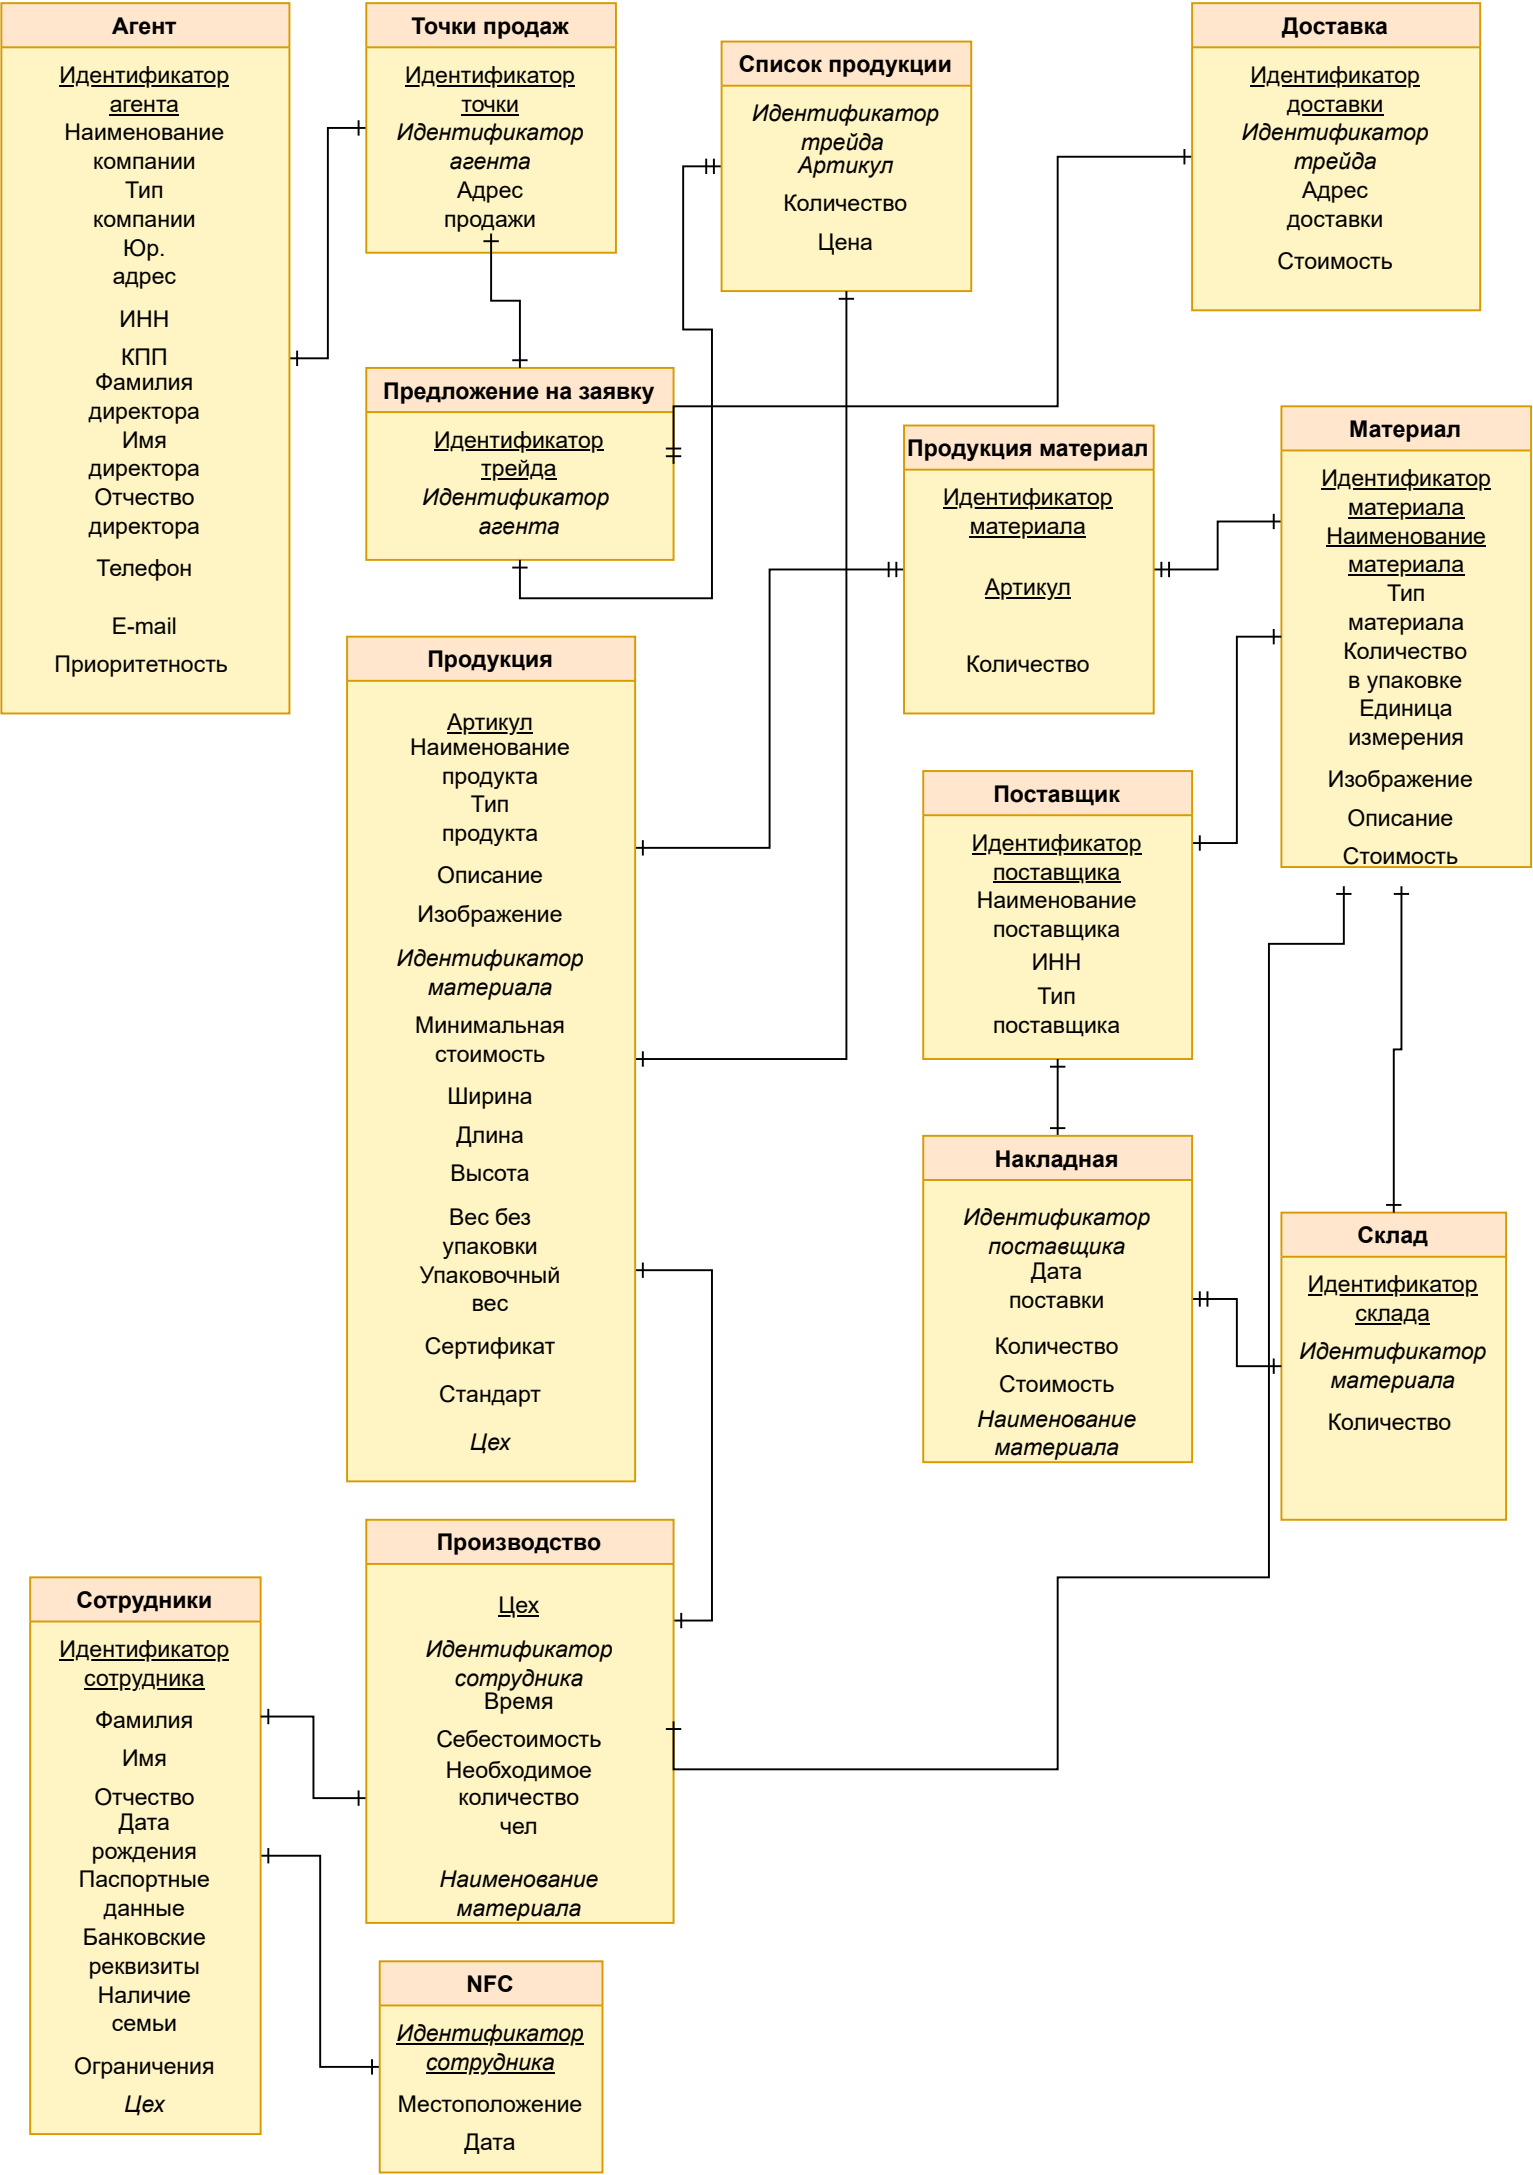 Агент
Идентификатор
агента
Наименование
компании
Тип
компании
Юр.
адрес
ИНН
КПП
Фамилия
директора
Имя
директора
Отчество
директора
Телефон
E-mail
Приоритетность
Точки продаж
Идентификатор
точки
Идентификатор
агента
Адрес
продажи
Список продукции
Идентификатор
трейда
Артикул
Количество
Цена
Доставка
Идентификатор
доставки
Идентификатор
трейда
Адрес
доставки
Стоимость
Предложение на заявку
Идентификатор
трейда
Идентификатор
агента
Продукция материал
Идентификатор
материала
Артикул
Количество
Материал
Идентификатор
материала
Наименование
материала
Тип
материала
Количество
в упаковке
Единица
измерения
Изображение
Описание
Стоимость
Продукция
Артикул
Наименование
продукта
Тип
продукта
Описание
Изображение
Идентификатор
материала
Минимальная
стоимость
Ширина
Длина
Высота
Вес без
упаковки
Упаковочный
вес
Сертификат
Стандарт
Цех
Поставщик
Идентификатор
поставщика
Наименование
поставщика
ИНН
Тип
поставщика
Накладная
Идентификатор
поставщика
Дата
поставки
Количество
Стоимость
Наименование
материала
Склад
Идентификатор
склада
Идентификатор
материала
Количество
Производство
Цех
Идентификатор
сотрудника
Время
Себестоимость
Необходимое
количество
чел
Наименование
материала
Сотрудники
Идентификатор
сотрудника
Фамилия
Имя
Отчество
Дата
рождения
Паспортные
данные
Банковские
реквизиты
Наличие
семьи
Ограничения
Цех
NFC
Идентификатор
сотрудника
Местоположение
Дата